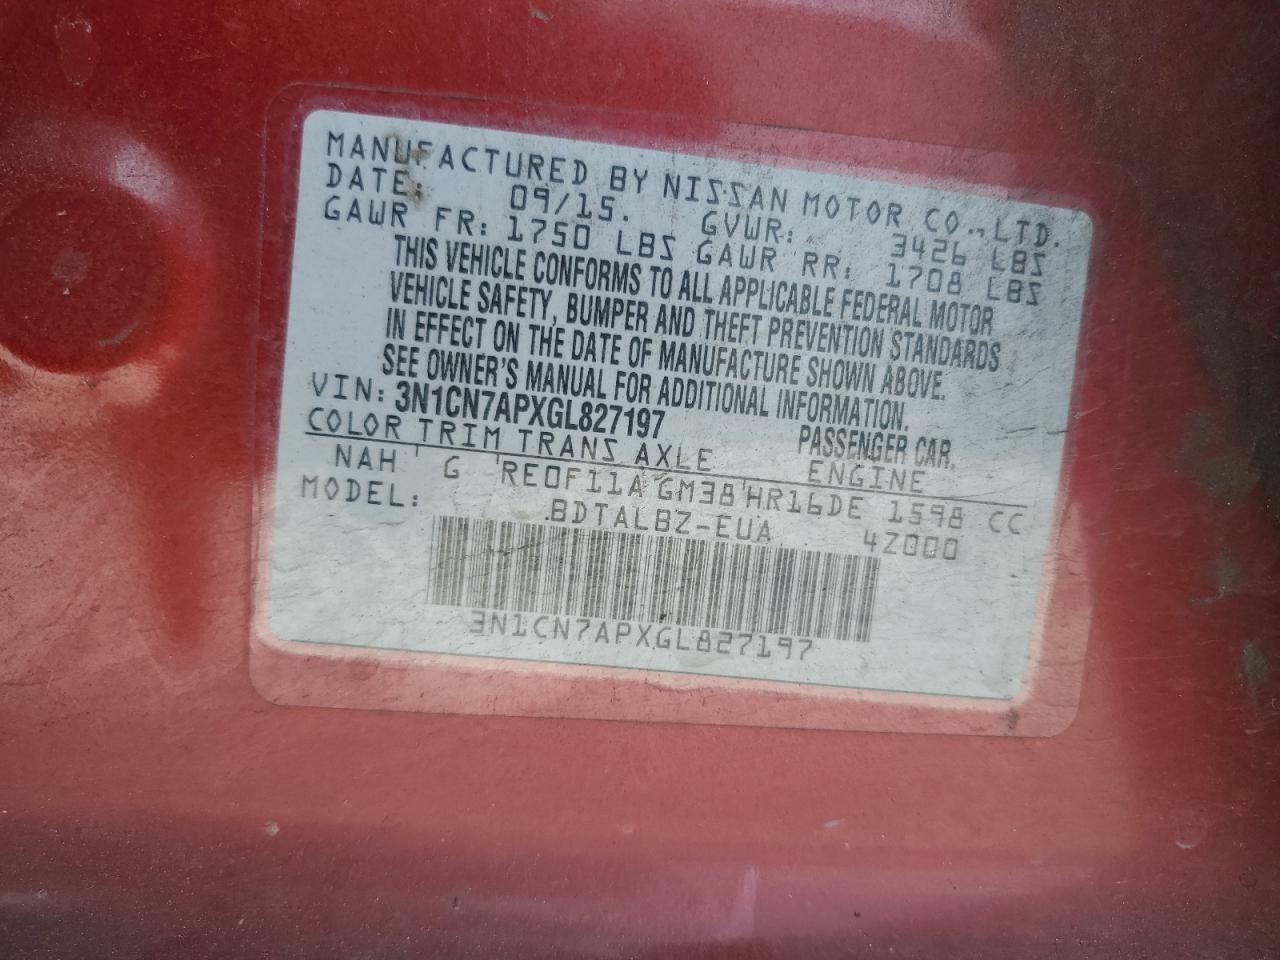 MANUFACTURED BY NISSAN MOTOR CO., LTD.
DATE: 09/15. GVWR: 3426 LBS
GAWR FR: 1750 LBS GAWR RR: 1708 LBS
THIS VEHICLE CONFORMS TO ALL APPLICABLE FEDERAL MOTOR
VEHICLE SAFETY, BUMPER AND THEFT PREVENTION STANDARDS
IN EFFECT ON THE DATE OF MANUFACTURE SHOWN ABOVE.
SEE OWNER'S MANUAL FOR ADDITIONAL INFORMATION.
VIN: 3N1CN7APXGL827197 PASSENGER CAR.
COLOR TRIM TRANS AXLE ENGINE
NAH ' G ' RE0F11A GM38'HR16DE 1598 CC
MODEL: .BDTALBZ-EUA 4Z000
3N1CN7APXGL827197